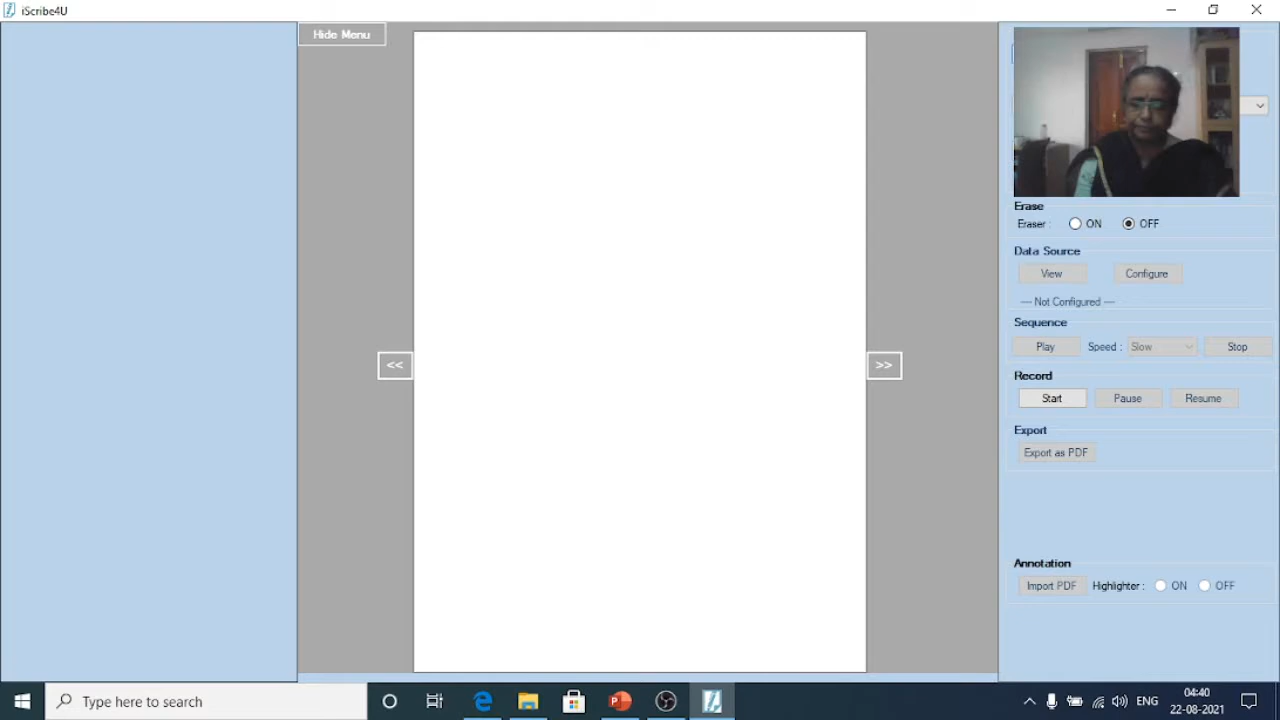 iScribe4U
Hide Menu
<<
>>
Erase
Eraser : ON OFF
Data Source
View Configure
--- Not Configured ---
Sequence
Play Speed : Slow Stop
Record
Start Pause Resume
Export
Export as PDF
Annotation
Import PDF Highlighter : ON OFF
Type here to search
ENG
04:40
22-08-2021